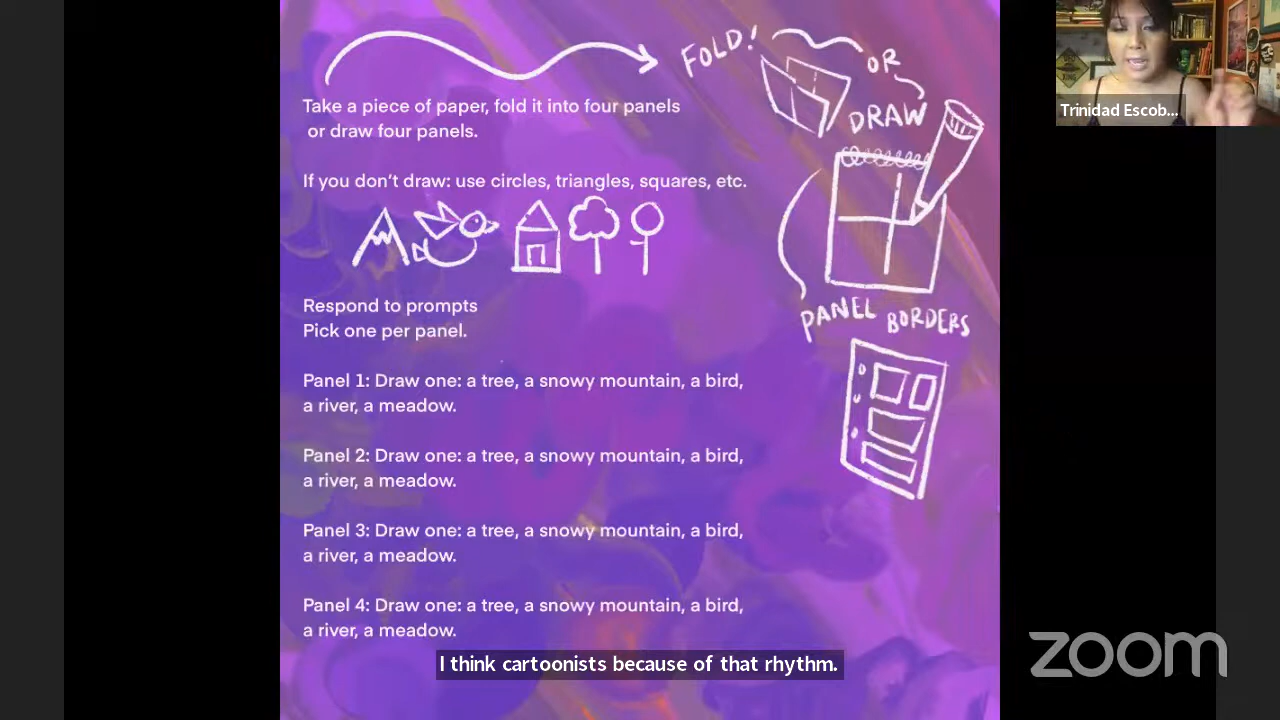 FOLD!
OR
DRAW
Take a piece of paper, fold it into four panels
or draw four panels.
If you don't draw: use circles, triangles, squares, etc.
PANEL BORDERS
Respond to prompts
Pick one per panel.
Panel 1: Draw one: a tree, a snowy mountain, a bird,
a river, a meadow.
Panel 2: Draw one: a tree, a snowy mountain, a bird,
a river, a meadow.
Panel 3: Draw one: a tree, a snowy mountain, a bird,
a river, a meadow.
Panel 4: Draw one: a tree, a snowy mountain, a bird,
a river, a meadow.
I think cartoonists because of that rhythm.
Trinidad Escob...
zoom